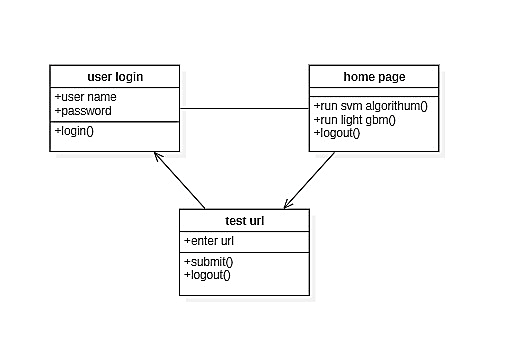 user login
+user name
+password
+login()
home page
+run svm algorithum()
+run light gbm()
+logout()
test url
+enter url
+submit()
+logout()